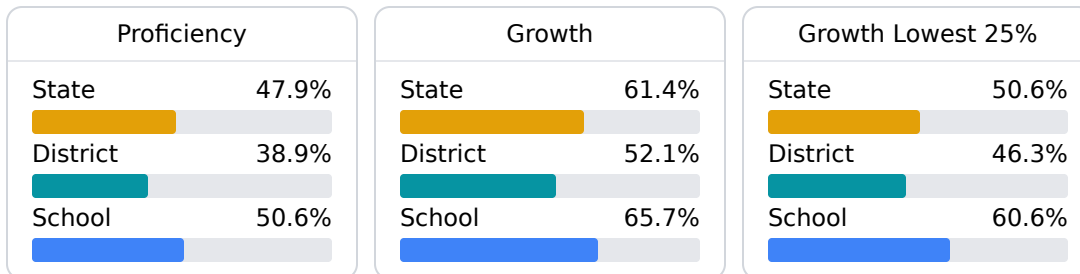 Proficiency
State 47.9%
District 38.9%
School 50.6%
Growth
State 61.4%
District 52.1%
School 65.7%
Growth Lowest 25%
State 50.6%
District 46.3%
School 60.6%